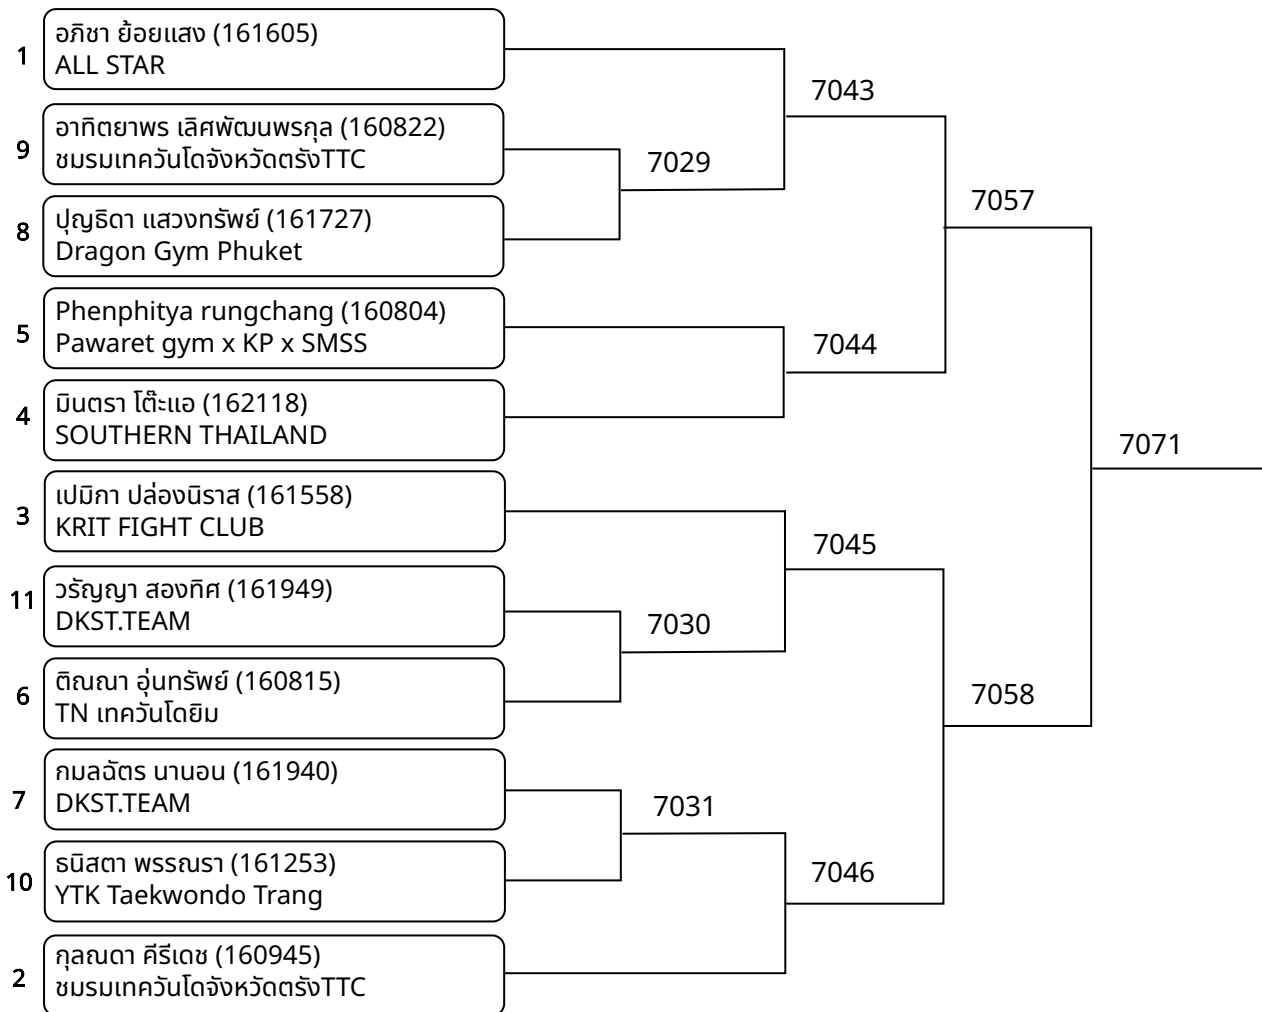 1
อภิชา ย้อยแสง (161605)
ALL STAR
9
อาทิตยาพร เลิศพัฒนพรกุล (160822)
ชมรมเทควันโดจังหวัดตรังTTC
8
ปุญธิดา แสวงทรัพย์ (161727)
Dragon Gym Phuket
5
Phenphitya rungchang (160804)
Pawaret gym x KP x SMSS
4
มินตรา โต๊ะแอ (162118)
SOUTHERN THAILAND
3
เปมิกา ปล่องนิราส (161558)
KRIT FIGHT CLUB
11
วรัญญา สองทิศ (161949)
DKST.TEAM
6
ติณณา อุ่นทรัพย์ (160815)
TN เทควันโดยิม
7
กมลฉัตร นานอน (161940)
DKST.TEAM
10
ธนิสตา พรรณรา (161253)
YTK Taekwondo Trang
2
กุลณดา คีรีเดช (160945)
ชมรมเทควันโดจังหวัดตรังTTC
7029
7030
7031
7043
7044
7045
7046
7057
7058
7071